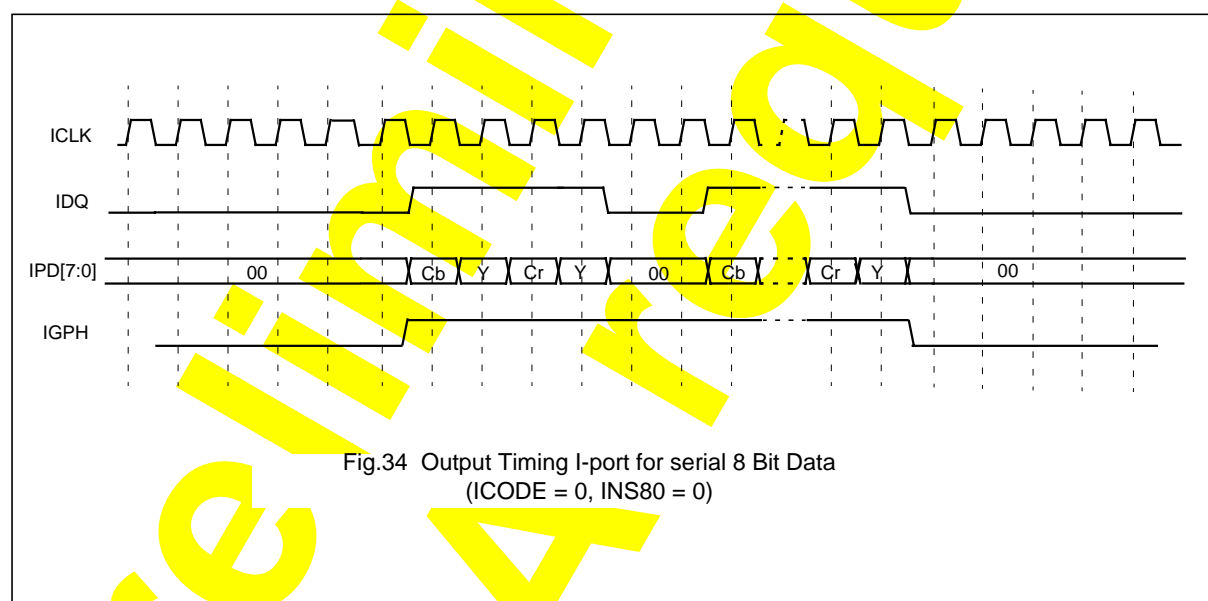 ICLK
IDQ
IPD[7:0] 00 Cb Y Cr Y 00 Cb Cr Y 00
IGPH
Fig.34 Output Timing I-port for serial 8 Bit Data
(ICODE = 0, INS80 = 0)